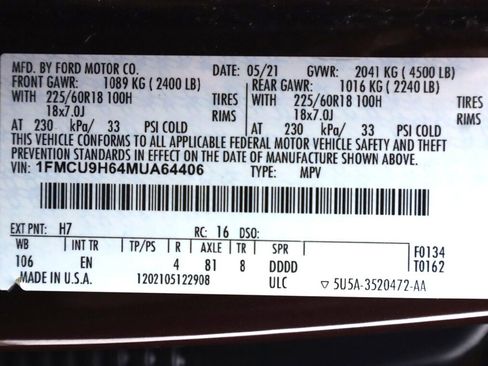 MFD. BY FORD MOTOR CO. DATE: 05/21 GVWR: 2041 KG ( 4500 LB)
FRONT GAWR: 1089 KG ( 2400 LB) REAR GAWR: 1016 KG ( 2240 LB)
WITH 225/60R18 100H TIRES WITH 225/60R18 100H TIRES
18x7.0J RIMS 18x7.0J RIMS
AT 230 kPa/ 33 PSI COLD AT 230 kPa/ 33 PSI COLD
THIS VEHICLE CONFORMS TO ALL APPLICABLE FEDERAL MOTOR VEHICLE SAFETY AND THEFT
PREVENTION STANDARDS IN EFFECT ON THE DATE OF MANUFACTURE SHOWN ABOVE.
VIN: 1FMCU9H64MUA64406 TYPE: MPV
EXT PNT: H7 RC: 16 DSO:
WB INT TR TP/PS R AXLE TR SPR F0134
106 EN 4 81 8 DDDD T0162
MADE IN U.S.A. 1202105122908 ULC ▽ 5U5A-3520472-AA